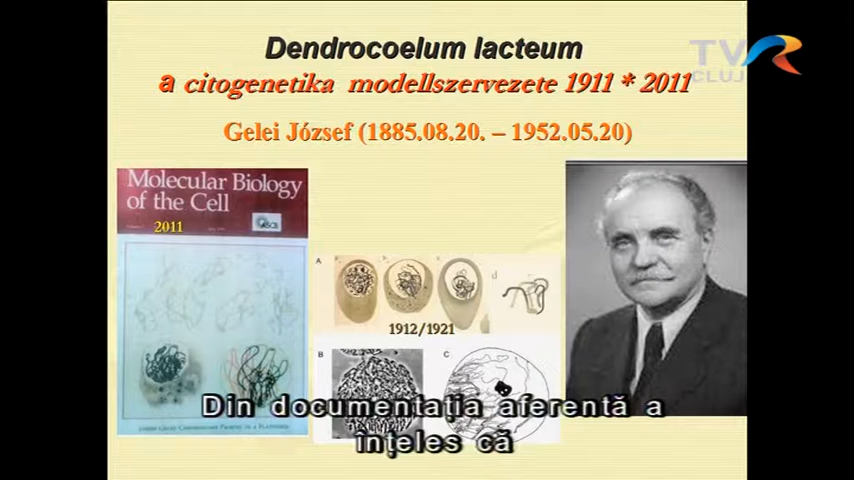 Dendrocoelum lacteum
TVR
CLUJ
a citogenetika modellszervezete 1911 * 2011
Gelei József (1885.08.20. – 1952.05.20)
Molecular Biology
of the Cell
2011
A
b
c
d
1912/1921
B
C
Din documentația aferentă a
înțeles că